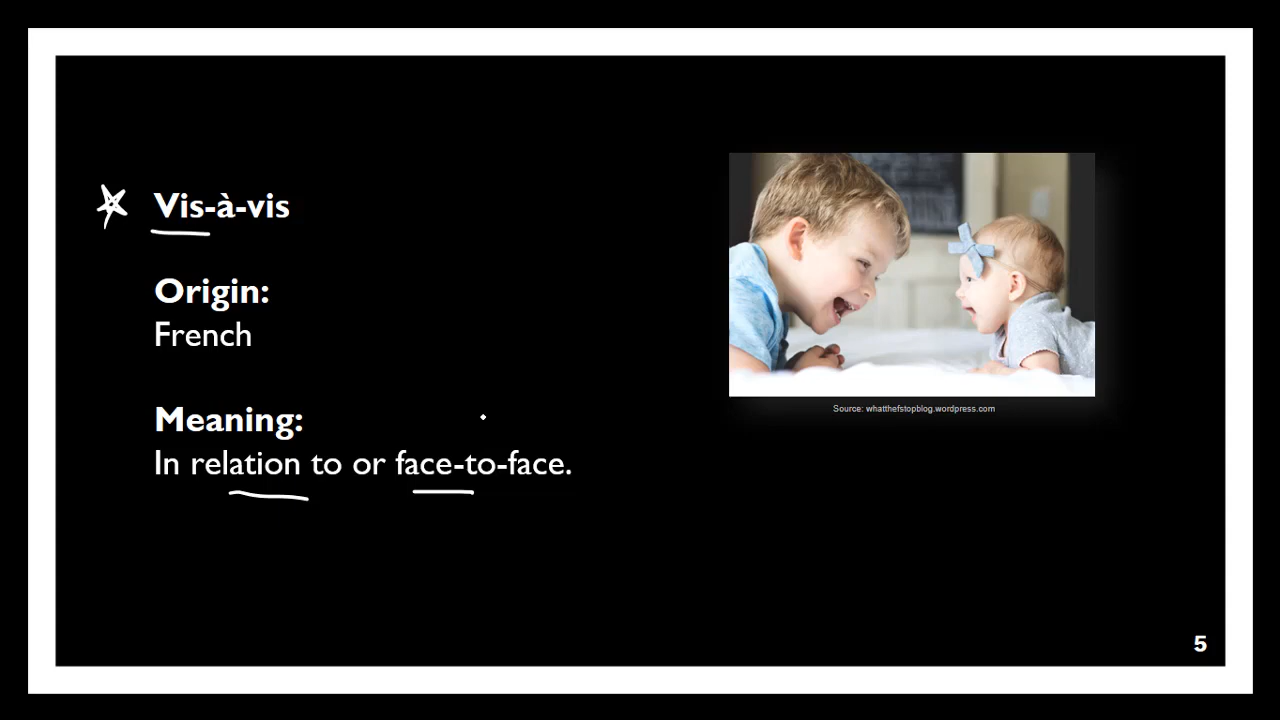 Vis-à-vis
Origin:
French
Meaning:
In relation to or face-to-face.
Source: whatthefstopblog.wordpress.com
5